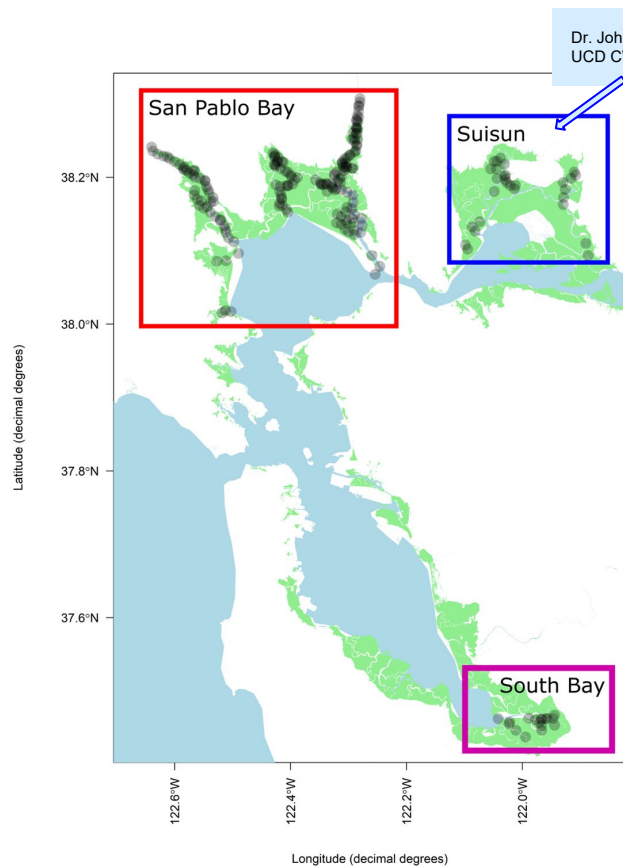 Dr. Joh
UCD C
San Pablo Bay
Suisun
38.2°N
38.0°N
37.8°N
37.6°N
South Bay
Latitude (decimal degrees)
122.6°W
122.4°W
122.2°W
122.0°W
Longitude (decimal degrees)